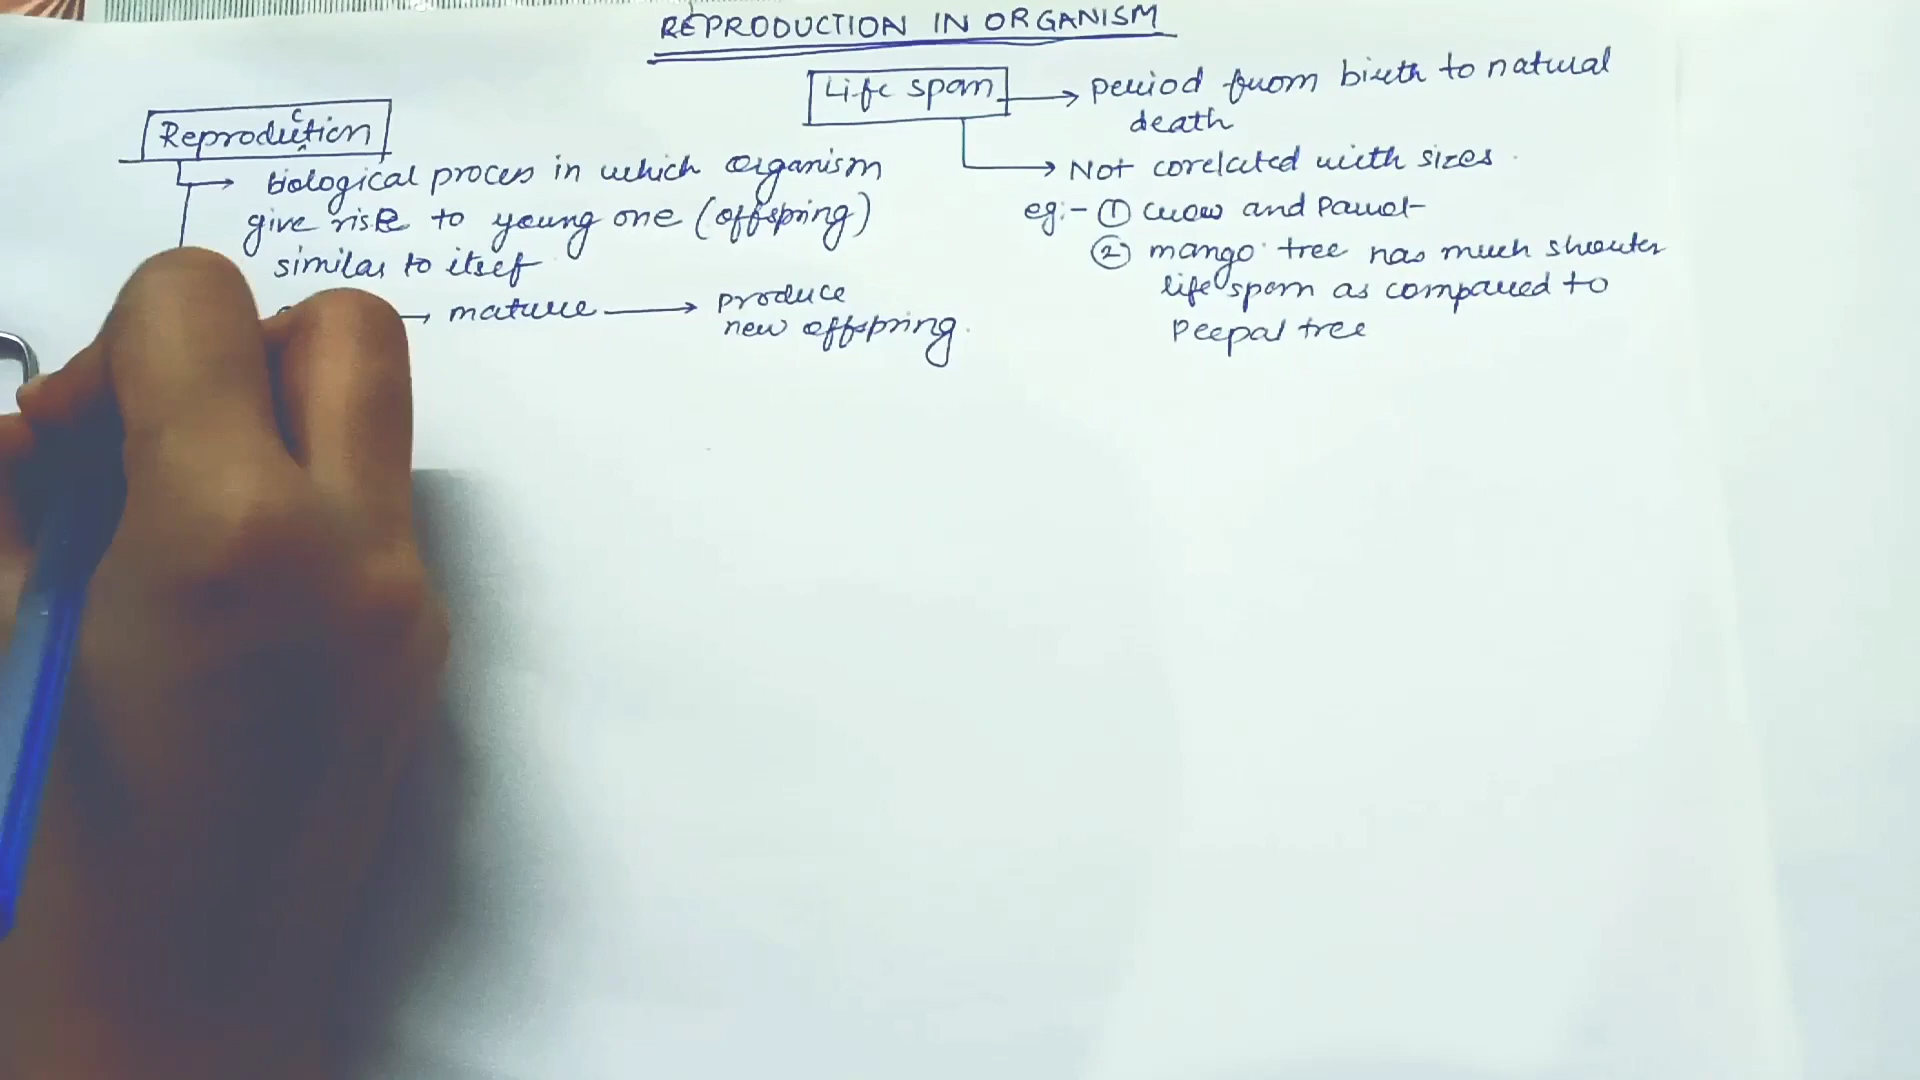 REPRODUCTION IN ORGANISM
Life span → period from birth to natural
death
→ Not corelated with sizes
eg:- ① crow and Parrot
② mango tree has much shorter
life span as compared to
Peepal tree
Reproduction
→ biological proces in which organism
give rise to young one (offspring)
similar to itself
→ mature → produce
new offspring.